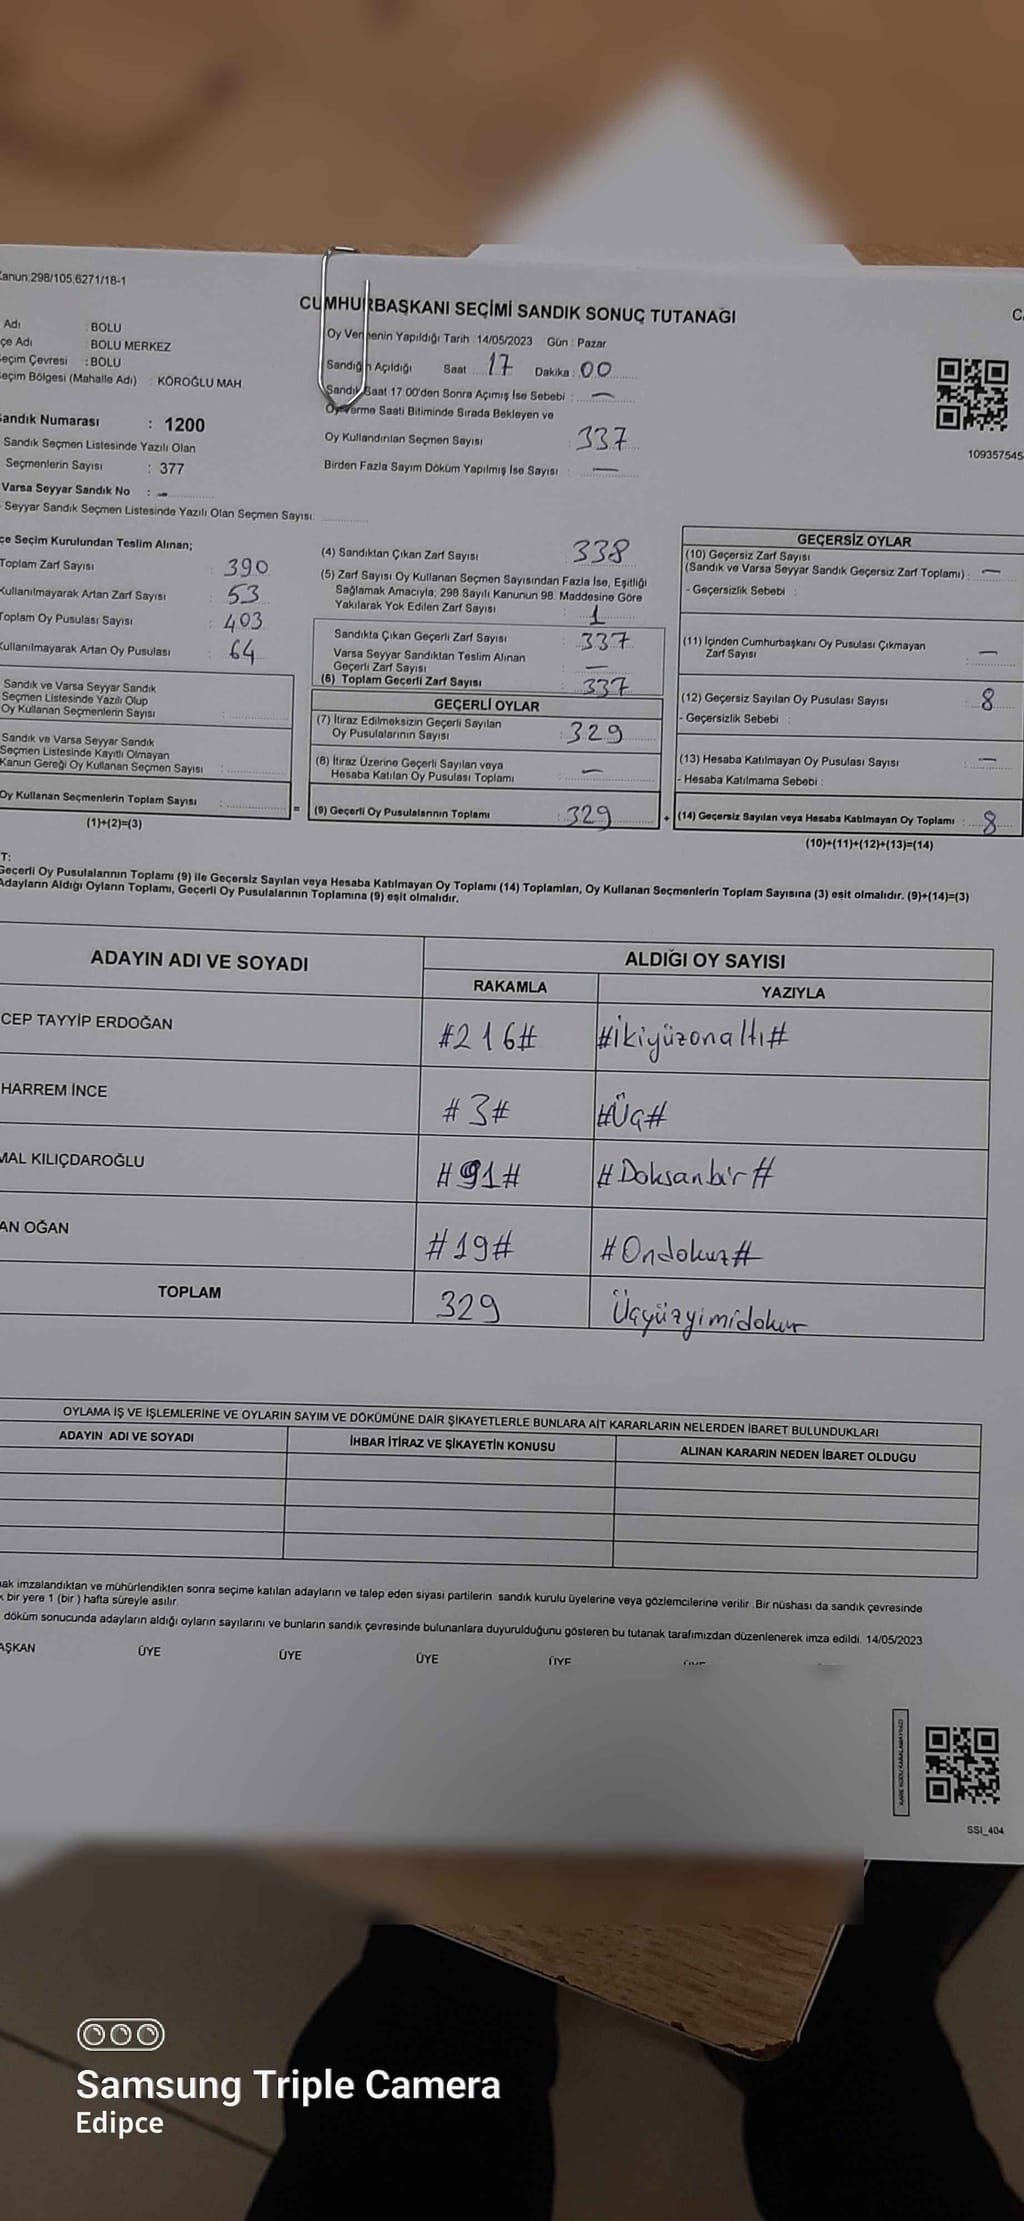 Kanun:298/105,6271/18-1
CUMHURBAŞKANI SEÇİMİ SANDIK SONUÇ TUTANAĞI
Adı : BOLU
çe Adı : BOLU MERKEZ
Seçim Çevresi : BOLU
Seçim Bölgesi (Mahalle Adı) : KÖROĞLU MAH.
Oy Vermenin Yapıldığı Tarih : 14/05/2023 Gün : Pazar
Sandığın Açıldığı Saat 17 Dakika : 00
Sandık Saat 17:00'den Sonra Açımış İse Sebebi : —
Oy Verme Saati Bitiminde Sırada Bekleyen ve
Oy Kullandırılan Seçmen Sayısı : 337
Birden Fazla Sayım Döküm Yapılmış İse Sayısı : —
109357545
Sandık Numarası : 1200
Sandık Seçmen Listesinde Yazılı Olan
Seçmenlerin Sayısı : 377
Varsa Seyyar Sandık No : —
Seyyar Sandık Seçmen Listesinde Yazılı Olan Seçmen Sayısı:
çe Seçim Kurulundan Teslim Alınan;
Toplam Zarf Sayısı : 390
Kullanılmayarak Artan Zarf Sayısı : 53
Toplam Oy Pusulası Sayısı : 403
Kullanılmayarak Artan Oy Pusulası : 64
Sandık ve Varsa Seyyar Sandık
Seçmen Listesinde Yazılı Olup
Oy Kullanan Seçmenlerin Sayısı :
Sandık ve Varsa Seyyar Sandık
Seçmen Listesinde Kayıtlı Olmayan
Kanun Gereği Oy Kullanan Seçmen Sayısı :
Oy Kullanan Seçmenlerin Toplam Sayısı : =
(1)+(2)=(3)
(4) Sandıktan Çıkan Zarf Sayısı : 338
(5) Zarf Sayısı Oy Kullanan Seçmen Sayısından Fazla İse, Eşitliği
Sağlamak Amacıyla; 298 Sayılı Kanunun 98. Maddesine Göre
Yakılarak Yok Edilen Zarf Sayısı : 1
Sandıkta Çıkan Geçerli Zarf Sayısı : 337
Varsa Seyyar Sandıktan Teslim Alınan
Geçerli Zarf Sayısı : —
(6) Toplam Geçerli Zarf Sayısı : 337
GEÇERLİ OYLAR
(7) İtiraz Edilmeksizin Geçerli Sayılan
Oy Pusulalarının Sayısı : 329
(8) İtiraz Üzerine Geçerli Sayılan veya
Hesaba Katılan Oy Pusulası Toplamı : —
(9) Geçerli Oy Pusulalarının Toplamı : 329 +
GEÇERSİZ OYLAR
(10) Geçersiz Zarf Sayısı
(Sandık ve Varsa Seyyar Sandık Geçersiz Zarf Toplamı) : —
- Geçersizlik Sebebi :
(11) İçinden Cumhurbaşkanı Oy Pusulası Çıkmayan
Zarf Sayısı : —
(12) Geçersiz Sayılan Oy Pusulası Sayısı : 8
- Geçersizlik Sebebi :
(13) Hesaba Katılmayan Oy Pusulası Sayısı : —
- Hesaba Katılmama Sebebi :
(14) Geçersiz Sayılan veya Hesaba Katılmayan Oy Toplamı : 8
(10)+(11)+(12)+(13)=(14)
T:
Geçerli Oy Pusulalarının Toplamı (9) ile Geçersiz Sayılan veya Hesaba Katılmayan Oy Toplamı (14) Toplamları, Oy Kullanan Seçmenlerin Toplam Sayısına (3) eşit olmalıdır. (9)+(14)=(3)
Adayların Aldığı Oyların Toplamı, Geçerli Oy Pusulalarının Toplamına (9) eşit olmalıdır.
ADAYIN ADI VE SOYADI ALDIĞI OY SAYISI
RAKAMLA YAZIYLA
CEP TAYYİP ERDOĞAN #216# #İkiyüzonaltı#
HARREM İNCE #3# #Üç#
MAL KILIÇDAROĞLU #91# #Doksanbir#
AN OĞAN #19# #Ondokuz#
TOPLAM 329 Üçyüzyimidokuz
OYLAMA İŞ VE İŞLEMLERİNE VE OYLARIN SAYIM VE DÖKÜMÜNE DAİR ŞİKAYETLERLE BUNLARA AİT KARARLARIN NELERDEN İBARET BULUNDUKLARI
ADAYIN ADI VE SOYADI İHBAR İTİRAZ VE ŞİKAYETİN KONUSU ALINAN KARARIN NEDEN İBARET OLDUĞU
nak imzalandıktan ve mühürlendikten sonra seçime katılan adayların ve talep eden siyasi partilerin sandık kurulu üyelerine veya gözlemcilerine verilir .Bir nüshası da sandık çevresinde
k bir yere 1 (bir ) hafta süreyle asılır.
döküm sonucunda adayların aldığı oyların sayılarını ve bunların sandık çevresinde bulunanlara duyurulduğunu gösteren bu tutanak tarafımızdan düzenlenerek imza edildi. 14/05/2023
AŞKAN ÜYE ÜYE ÜYE ÜYE
SSI_404
Samsung Triple Camera
Edipce